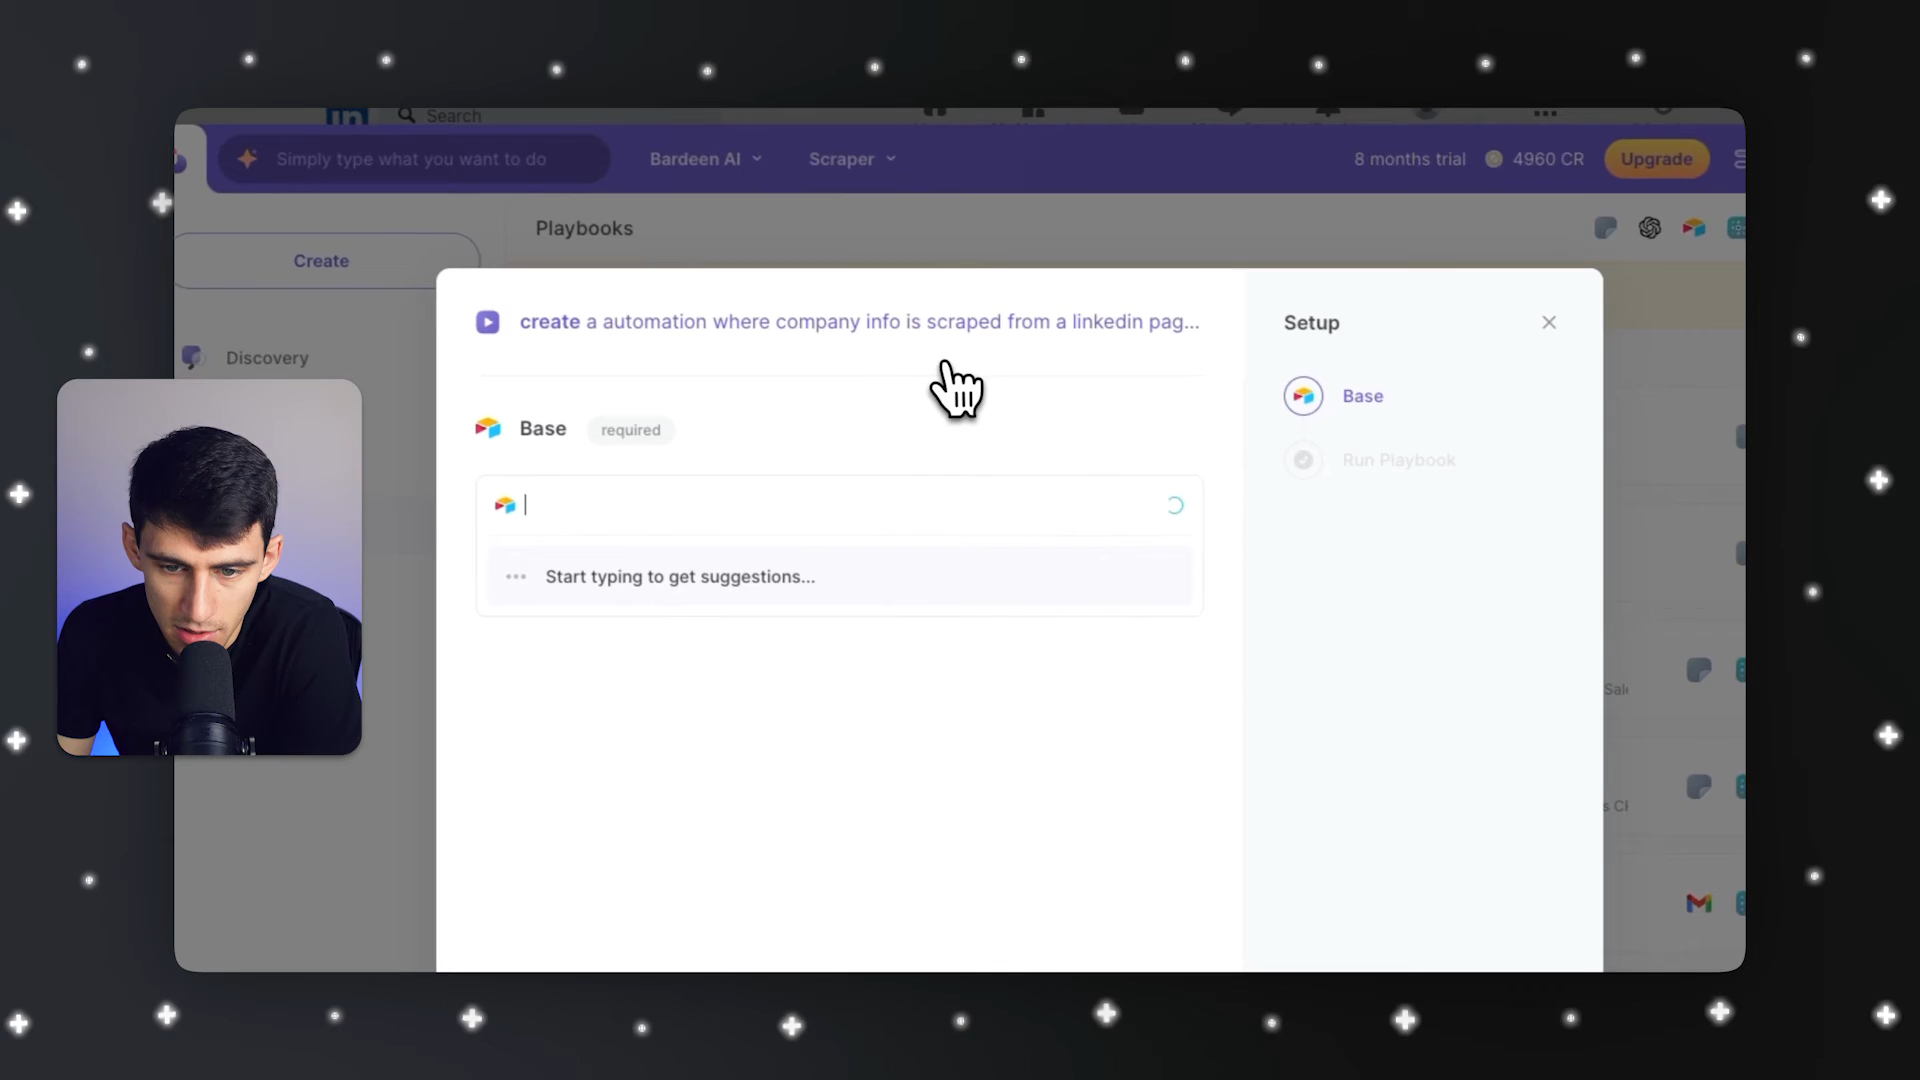 in Search
Simply type what you want to do
Bardeen AI
Scraper
8 months trial
4960 CR
Upgrade
Create
Playbooks
Discovery
create a automation where company info is scraped from a linkedin pag...
Setup
Base required
Base
Run Playbook
Start typing to get suggestions...